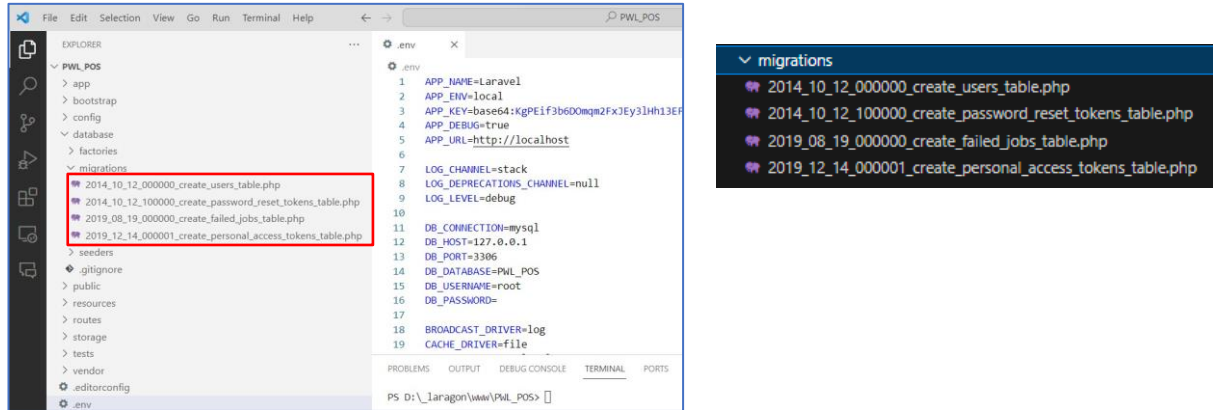 File Edit Selection View Go Run Terminal Help
PWL_POS
EXPLORER
PWL_POS
app
bootstrap
config
database
factories
migrations
2014_10_12_000000_create_users_table.php
2014_10_12_100000_create_password_reset_tokens_table.php
2019_08_19_000000_create_failed_jobs_table.php
2019_12_14_000001_create_personal_access_tokens_table.php
seeders
.gitignore
public
resources
routes
storage
tests
vendor
.editorconfig
.env
.env
.env
1 APP_NAME=Laravel
2 APP_ENV=local
3
4 APP_DEBUG=true
5 APP_URL=http://localhost
6
7 LOG_CHANNEL=stack
8 LOG_DEPRECATIONS_CHANNEL=null
9 LOG_LEVEL=debug
10
11 DB_CONNECTION=mysql
12 DB_HOST=127.0.0.1
13 DB_PORT=3306
14 DB_DATABASE=PWL_POS
15 DB_USERNAME=root
16 DB_PASSWORD=
17
18 BROADCAST_DRIVER=log
19 CACHE_DRIVER=file
PROBLEMS OUTPUT DEBUG CONSOLE TERMINAL PORTS
PS D:\_laragon\www\PWL_POS>
migrations
2014_10_12_000000_create_users_table.php
2014_10_12_100000_create_password_reset_tokens_table.php
2019_08_19_000000_create_failed_jobs_table.php
2019_12_14_000001_create_personal_access_tokens_table.php